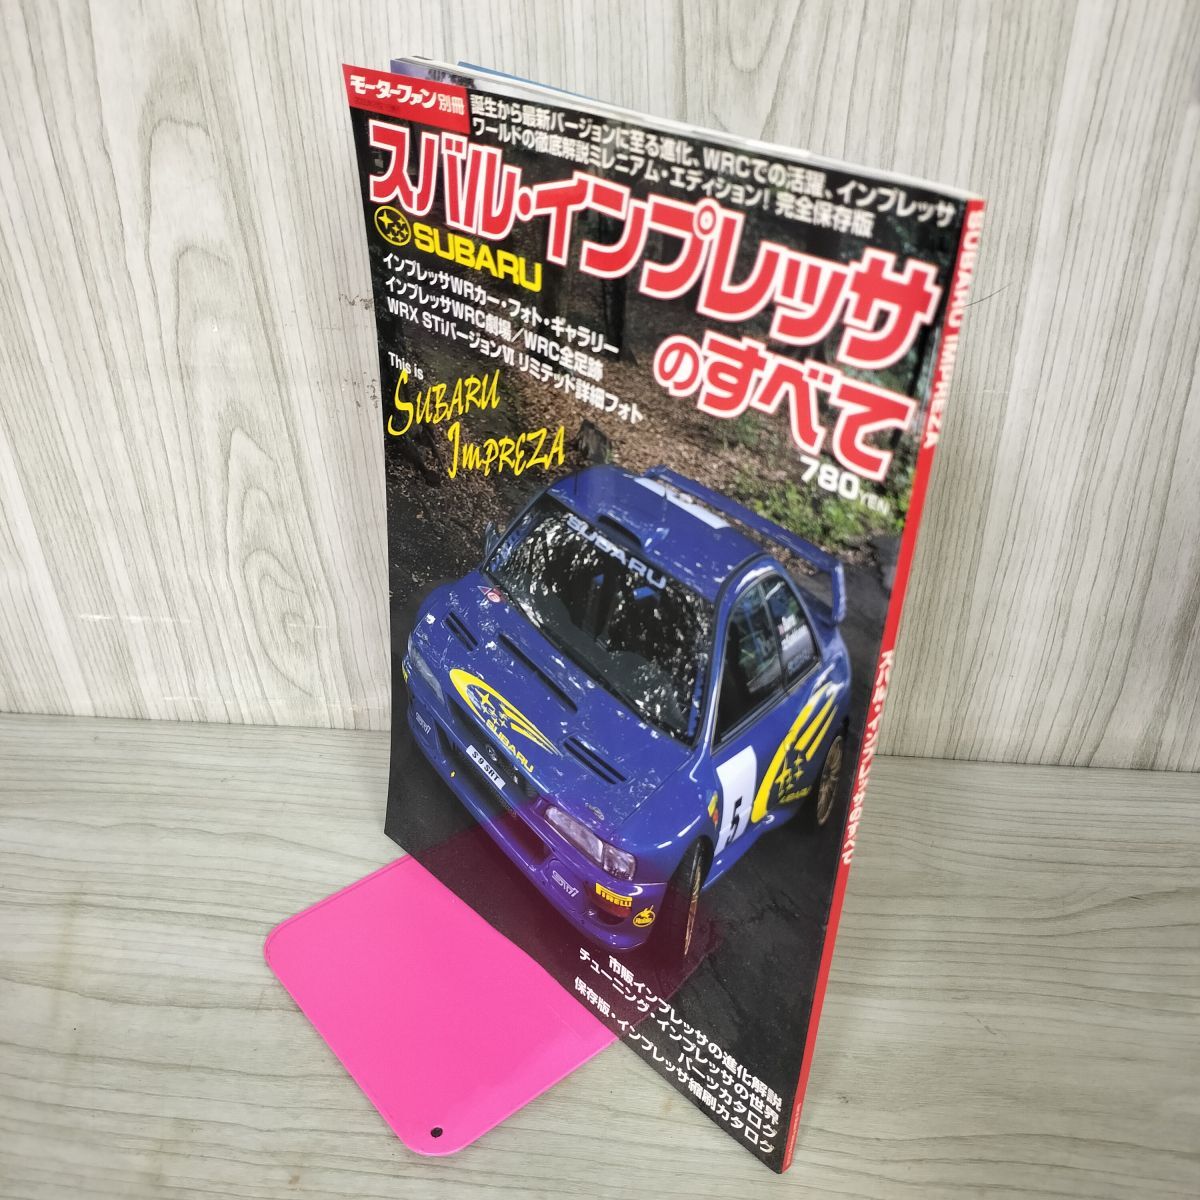 モーターファン別冊
誕生から最新バージョンに至る進化、WRCでの活躍、インプレッサ
ワールドの徹底解説ミレニアム・エディション! 完全保存版
スバル・インプレッサ
のすべて
SUBARU
インプレッサWRカー・フォト・ギャラリー
インプレッサWRC劇場/WRC全足跡
WRX STiバージョンVI リミテッド詳細フォト
This is
SUBARU
IMPREZA
780YEN
SUBARU
SUBARU
S9 SRT
5
SUBARU
STi
STi
PIRELLI
市販インプレッサの進化解説
チューニング・インプレッサの世界
パーツカタログ
保存版・インプレッサ縮刷カタログ
SUBARU IMPREZA
スバル・インプレッサのすべて